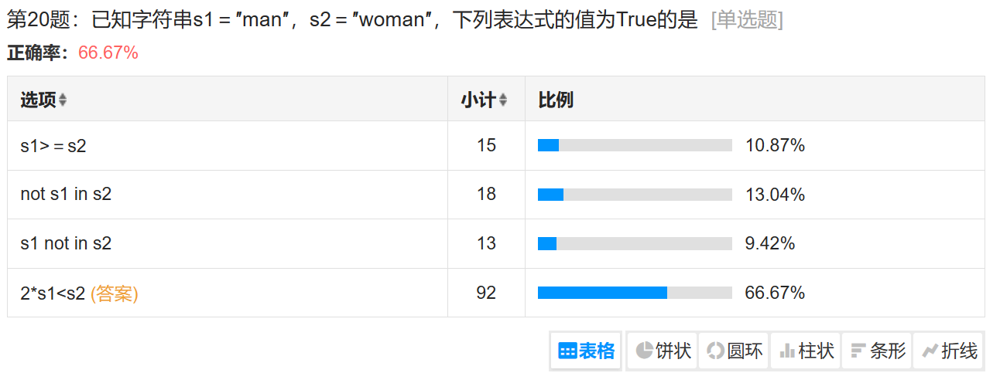 第20题：已知字符串s1 = "man"，s2 = "woman"，下列表达式的值为True的是 [单选题]
正确率：66.67%
选项 小计 比例
s1> = s2 15 10.87%
not s1 in s2 18 13.04%
s1 not in s2 13 9.42%
2*s1<s2 (答案) 92 66.67%
表格 饼状 圆环 柱状 条形 折线